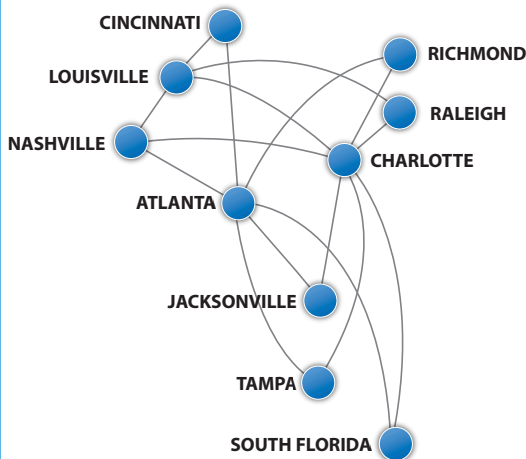 CINCINNATI
RICHMOND
LOUISVILLE
RALEIGH
NASHVILLE
CHARLOTTE
ATLANTA
JACKSONVILLE
TAMPA
SOUTH FLORIDA